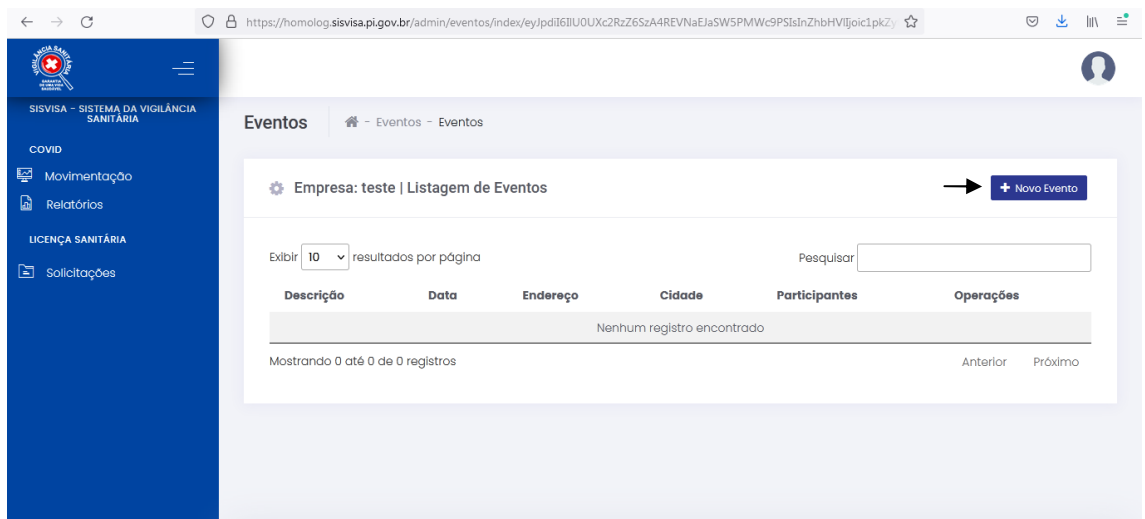 https://homolog.sisvisa.pi.gov.br/admin/eventos/index/
VIGILÂNCIA SANITÁRIA
SISVISA - SISTEMA DA VIGILÂNCIA
SANITÁRIA
Eventos - Eventos - Eventos
COVID
Movimentação
Relatórios
LICENÇA SANITÁRIA
Solicitações
Empresa: teste | Listagem de Eventos
+ Novo Evento
Exibir 10 resultados por página
Pesquisar
Descrição Data Endereço Cidade Participantes Operações
Nenhum registro encontrado
Mostrando 0 até 0 de 0 registros
Anterior Próximo